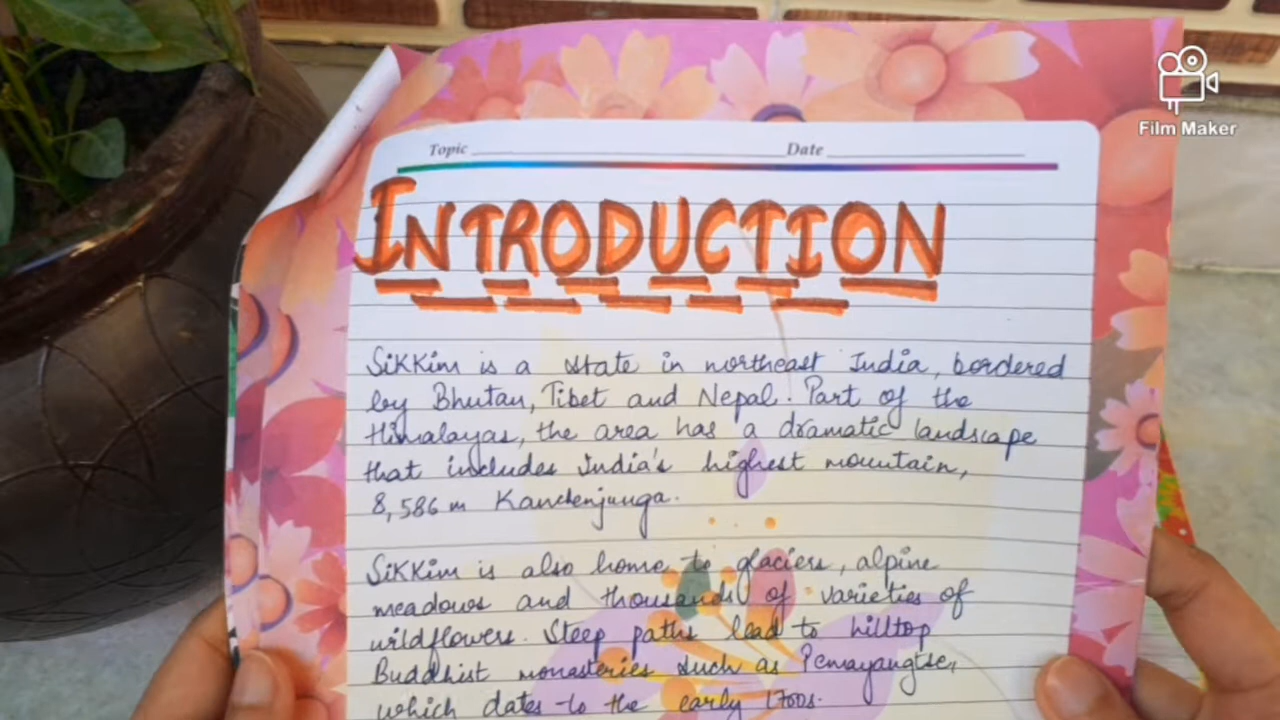 Film Maker
Topic Date
INTRODUCTION
Sikkim is a state in northeast India, bordered
by Bhutan, Tibet and Nepal. Part of the
Himalayas, the area has a dramatic landscape
that includes India's highest mountain,
8,586 m Kanchenjunga.
Sikkim is also home to glaciers, alpine
meadows and thousands of varieties of
wildflowers. Steep paths lead to hilltop
Buddhist monasteries such as Pemayangtse,
which dates to the early 1700s.